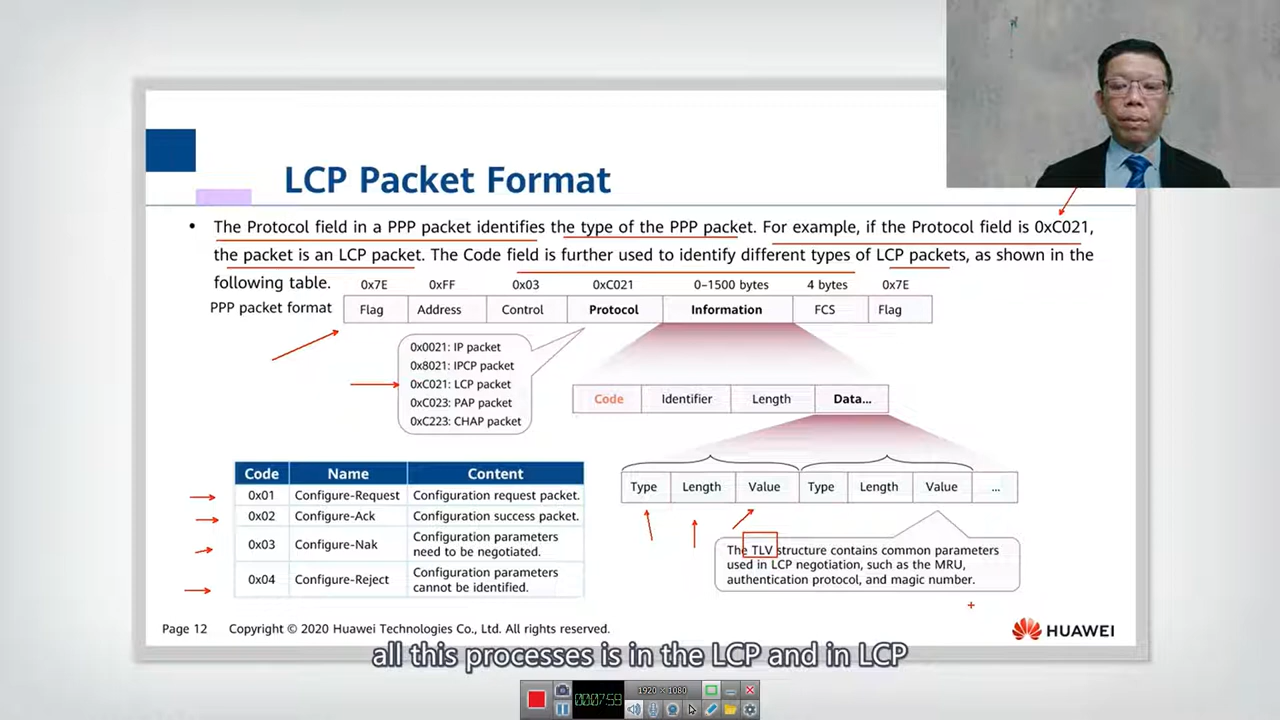 LCP Packet Format
• The Protocol field in a PPP packet identifies the type of the PPP packet. For example, if the Protocol field is 0xC021,
the packet is an LCP packet. The Code field is further used to identify different types of LCP packets, as shown in the
following table.
0x7E 0xFF 0x03 0xC021 0–1500 bytes 4 bytes 0x7E
PPP packet format Flag Address Control Protocol Information FCS Flag
0x0021: IP packet
0x8021: IPCP packet
0xC021: LCP packet
0xC023: PAP packet
0xC223: CHAP packet
Code Identifier Length Data...
Code Name Content
0x01 Configure-Request Configuration request packet.
0x02 Configure-Ack Configuration success packet.
0x03 Configure-Nak Configuration parameters
need to be negotiated.
0x04 Configure-Reject Configuration parameters
cannot be identified.
Type Length Value Type Length Value ...
The TLV structure contains common parameters
used in LCP negotiation, such as the MRU,
authentication protocol, and magic number.
Page 12 Copyright © 2020 Huawei Technologies Co., Ltd. All rights reserved.
HUAWEI
all this processes is in the LCP and in LCP
1920 × 1080
00:07:59